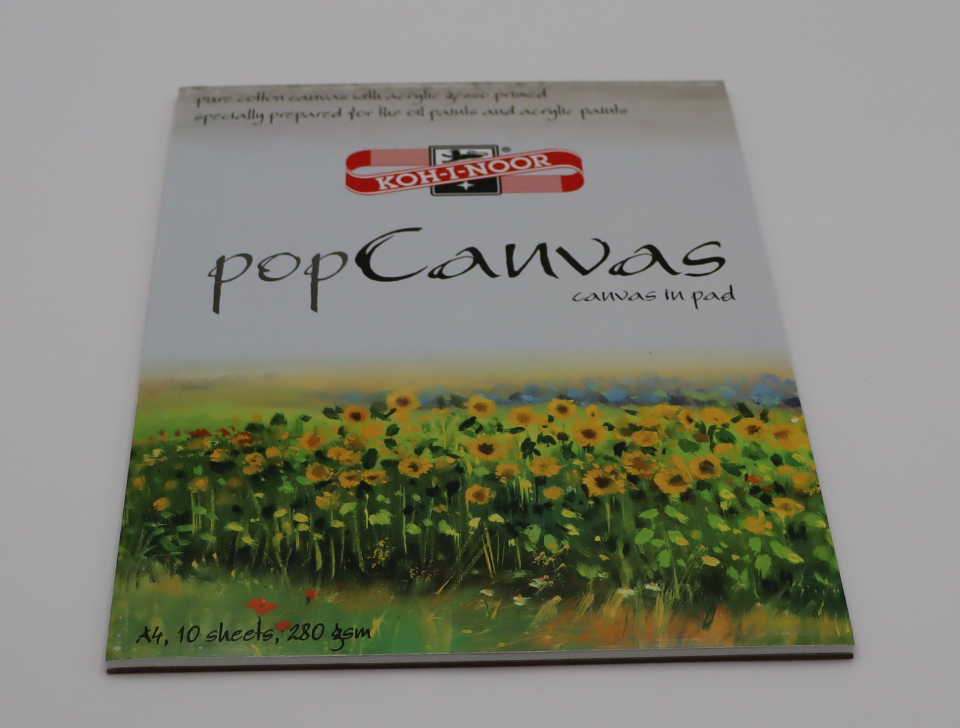 pure cotton canvas with acrylic gesso primed
specially prepared for the oil paints and acrylic paints
KOH-I-NOOR
®
popCanvas
canvas in pad
A4, 10 sheets, 280 gsm